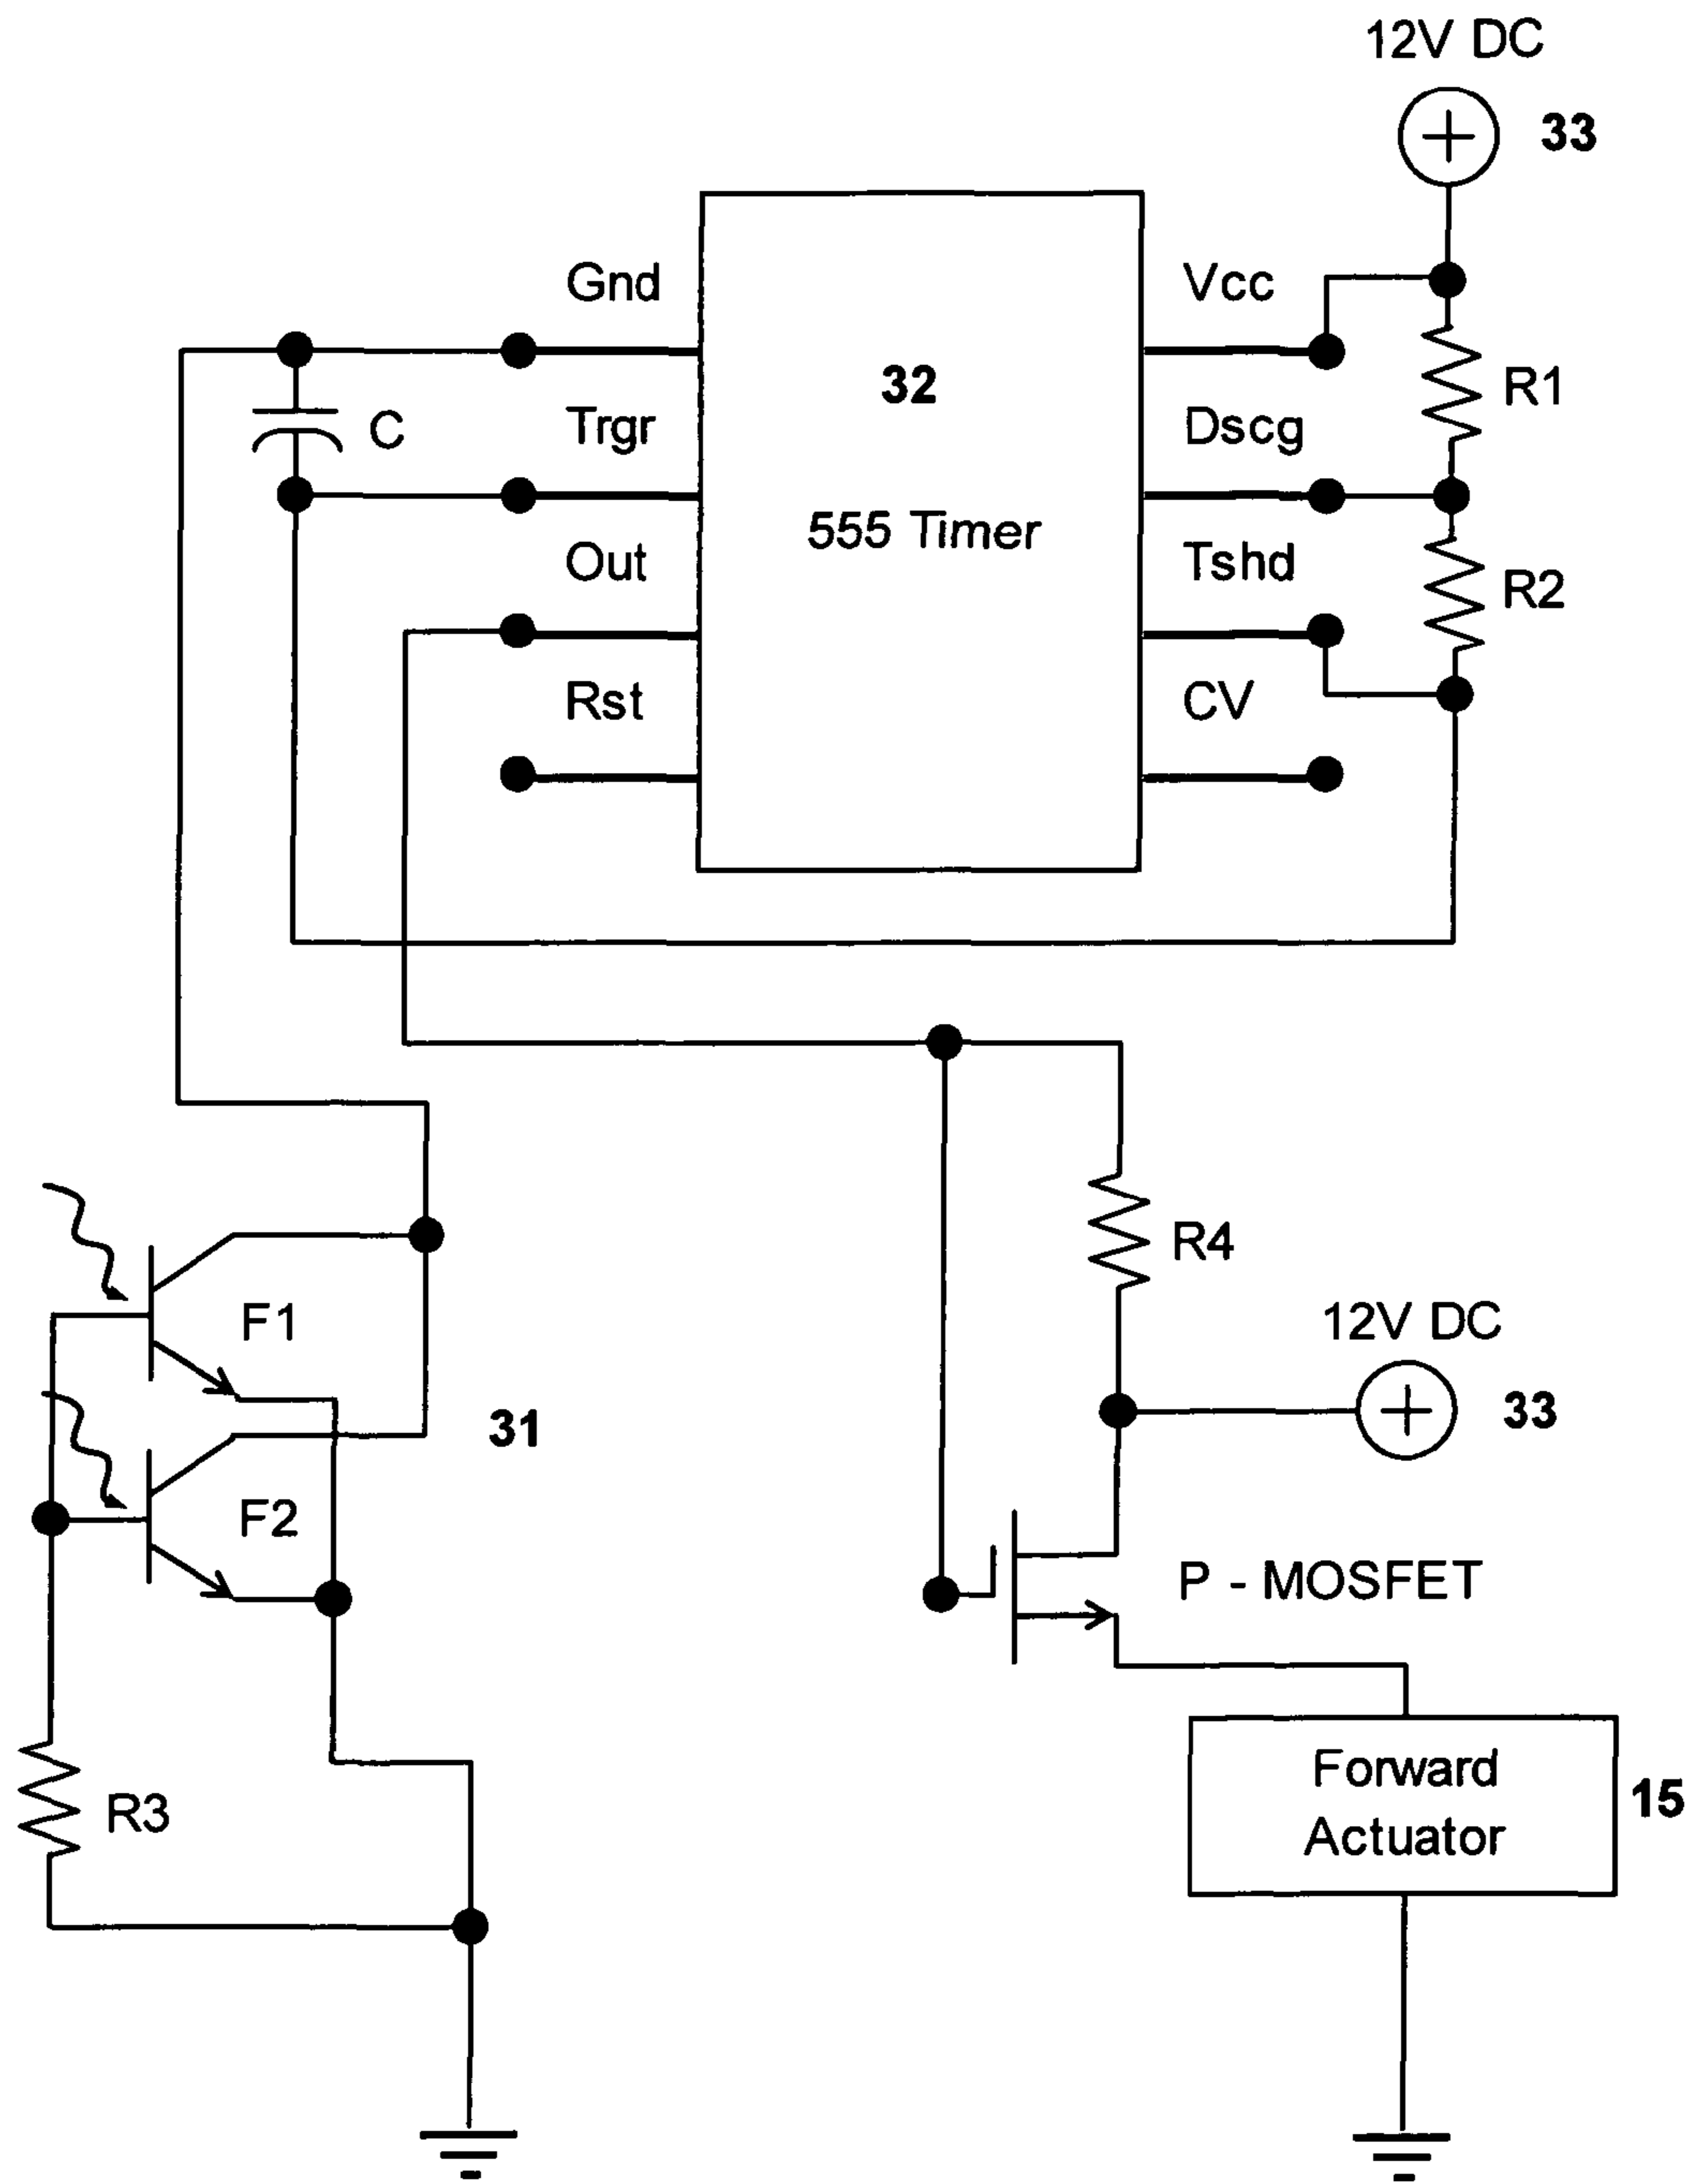 12V DC
33
Gnd
Vcc
32
R1
C
Trgr
Dscg
555 Timer
Out
Tshd
R2
Rst
CV
R4
F1
12V DC
33
31
F2
P - MOSFET
Forward
Actuator
15
R3